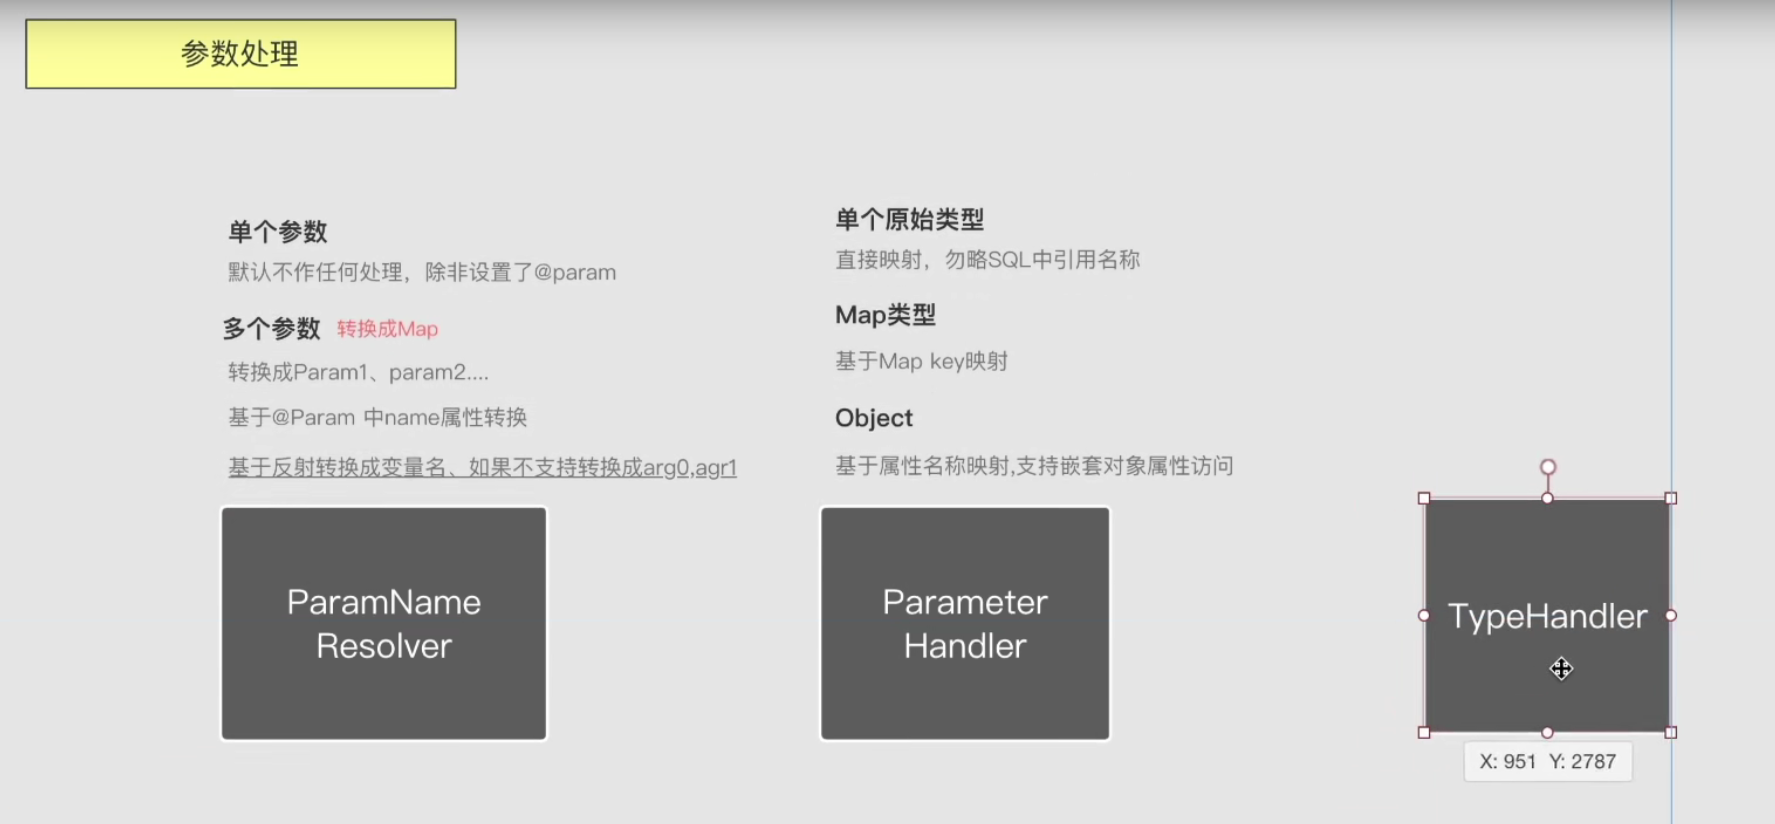 参数处理
单个参数
默认不作任何处理，除非设置了@param
多个参数 转换成Map
转换成Param1、param2....
基于@Param 中name属性转换
基于反射转换成变量名、如果不支持转换成arg0,agr1
ParamName
Resolver
单个原始类型
直接映射，勿略SQL中引用名称
Map类型
基于Map key映射
Object
基于属性名称映射,支持嵌套对象属性访问
Parameter
Handler
TypeHandler
X: 951 Y: 2787